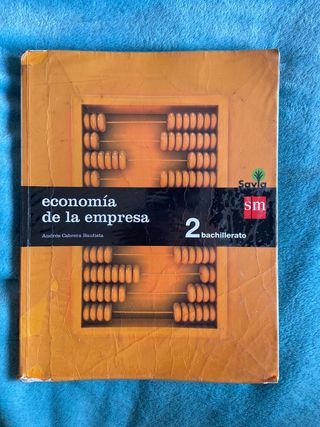 Savia
sm
economía
de la empresa
Andrés Cabrera Bautista
2 bachillerato